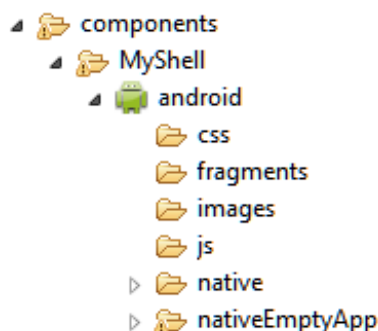 components
MyShell
android
css
fragments
images
js
native
nativeEmptyApp